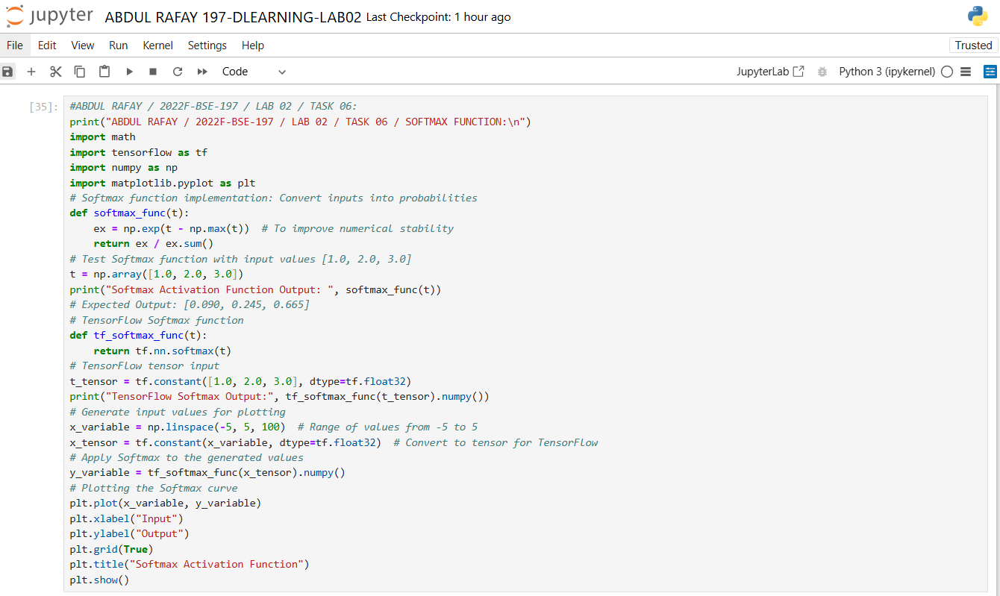 jupyter ABDUL RAFAY 197-DLEARNING-LAB02 Last Checkpoint: 1 hour ago
File Edit View Run Kernel Settings Help Trusted
Code JupyterLab Python 3 (ipykernel)
[35]: #ABDUL RAFAY / 2022F-BSE-197 / LAB 02 / TASK 06:
print("ABDUL RAFAY / 2022F-BSE-197 / LAB 02 / TASK 06 / SOFTMAX FUNCTION:\n")
import math
import tensorflow as tf
import numpy as np
import matplotlib.pyplot as plt
# Softmax function implementation: Convert inputs into probabilities
def softmax_func(t):
    ex = np.exp(t - np.max(t))  # To improve numerical stability
    return ex / ex.sum()
# Test Softmax function with input values [1.0, 2.0, 3.0]
t = np.array([1.0, 2.0, 3.0])
print("Softmax Activation Function Output: ", softmax_func(t))
# Expected Output: [0.090, 0.245, 0.665]
# TensorFlow Softmax function
def tf_softmax_func(t):
    return tf.nn.softmax(t)
# TensorFlow tensor input
t_tensor = tf.constant([1.0, 2.0, 3.0], dtype=tf.float32)
print("TensorFlow Softmax Output:", tf_softmax_func(t_tensor).numpy())
# Generate input values for plotting
x_variable = np.linspace(-5, 5, 100)  # Range of values from -5 to 5
x_tensor = tf.constant(x_variable, dtype=tf.float32)  # Convert to tensor for TensorFlow
# Apply Softmax to the generated values
y_variable = tf_softmax_func(x_tensor).numpy()
# Plotting the Softmax curve
plt.plot(x_variable, y_variable)
plt.xlabel("Input")
plt.ylabel("Output")
plt.grid(True)
plt.title("Softmax Activation Function")
plt.show()